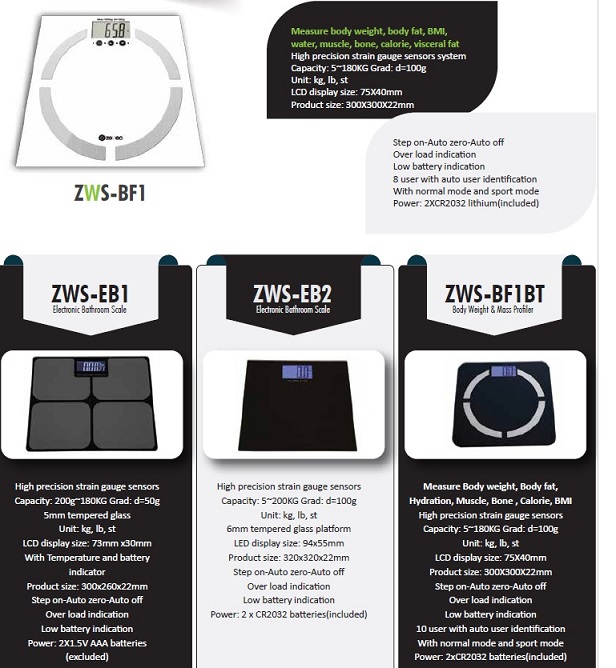 65.8
ZWS-BF1
Measure body weight, body fat, BMI,
water, muscle, bone, calorie, visceral fat
High precision strain gauge sensors system
Capacity: 5~180KG Grad: d=100g
Unit: kg, lb, st
LCD display size: 75X40mm
Product size: 300X300X22mm
Step on-Auto zero-Auto off
Over load indication
Low battery indication
8 user with auto user identification
With normal mode and sport mode
Power: 2XCR2032 lithium(included)
ZWS-EB1
Electronic Bathroom Scale
High precision strain gauge sensors
Capacity: 200g~180KG Grad: d=50g
5mm tempered glass
Unit: kg, lb, st
LCD display size: 73mm x30mm
With Temperature and battery
indicator
Product size: 300x260x22mm
Step on-Auto zero-Auto off
Over load indication
Low battery indication
Power: 2X1.5V AAA batteries
(excluded)
ZWS-EB2
Electronic Bathroom Scale
High precision strain gauge sensors
Capacity: 5~200KG Grad: d=100g
Unit: kg, lb, st
6mm tempered glass platform
LED display size: 94x55mm
Product size: 320x320x22mm
Step on-Auto zero-Auto off
Over load indication
Low battery indication
Power: 2 x CR2032 batteries(included)
ZWS-BF1BT
Body Weight & Mass Profiler
Measure Body weight, Body fat,
Hydration, Muscle, Bone , Calorie, BMI
High precision strain gauge sensors
Capacity: 5~180KG Grad: d=100g
Unit: kg, lb, st
LCD display size: 75X40mm
Product size: 300X300X22mm
Step on-Auto zero-Auto off
Over load indication
Low battery indication
10 user with auto user identification
With normal mode and sport mode
Power: 2xCR2032 batteries(included)